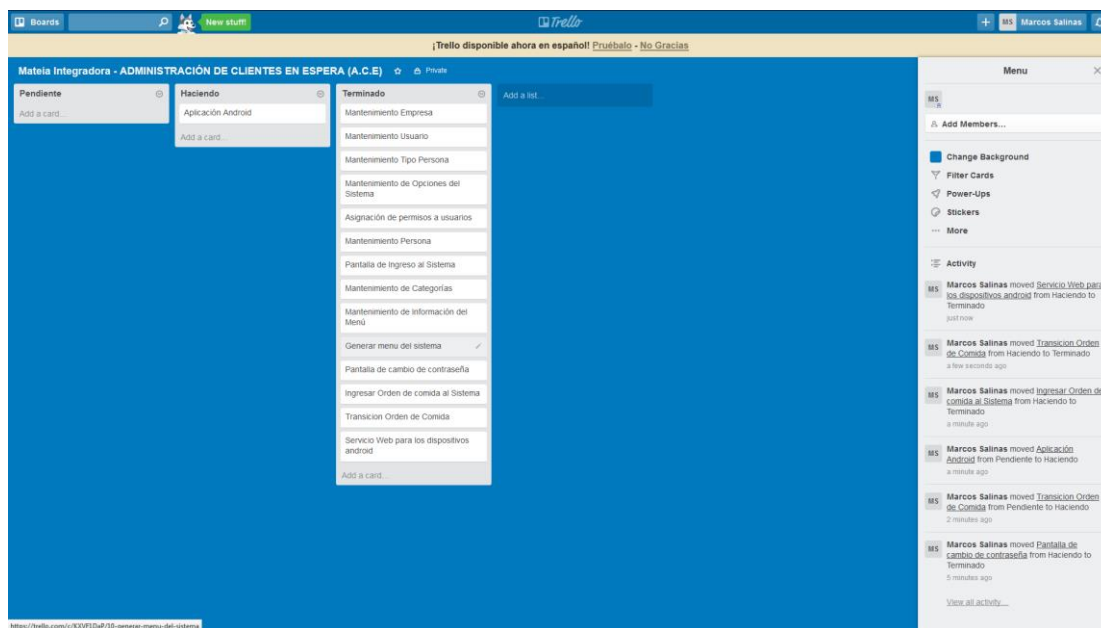 Boards
New stuff!
Trello
+
MS Marcos Salinas
¡Trello disponible ahora en español! Pruébalo - No Gracias
Mateia Integradora - ADMINISTRACIÓN DE CLIENTES EN ESPERA (A.C.E) Private
Pendiente
Add a card...
Haciendo
Aplicación Android
Add a card...
Terminado
Mantenimiento Empresa
Mantenimiento Usuario
Mantenimiento Tipo Persona
Mantenimiento de Opciones del
Sistema
Asignación de permisos a usuarios
Mantenimiento Persona
Pantalla de Ingreso al Sistema
Mantenimiento de Categorías
Mantenimiento de Información del
Menú
Generar menu del sistema
Pantalla de cambio de contraseña
Ingresar Orden de comida al Sistema
Transicion Orden de Comida
Servicio Web para los dispositivos
android
Add a card...
Add a list...
Menu
MS
Add Members...
Change Background
Filter Cards
Power-Ups
Stickers
More
Activity
MS Marcos Salinas moved Servicio Web para
los dispositivos android from Haciendo to
Terminado
just now
MS Marcos Salinas moved Transicion Orden
de Comida from Haciendo to Terminado
a few seconds ago
MS Marcos Salinas moved Ingresar Orden de
comida al Sistema from Haciendo to
Terminado
a minute ago
MS Marcos Salinas moved Aplicación
Android from Pendiente to Haciendo
a minute ago
MS Marcos Salinas moved Transicion Orden
de Comida from Pendiente to Haciendo
2 minutes ago
MS Marcos Salinas moved Pantalla de
cambio de contraseña from Haciendo to
Terminado
5 minutes ago
View all activity...